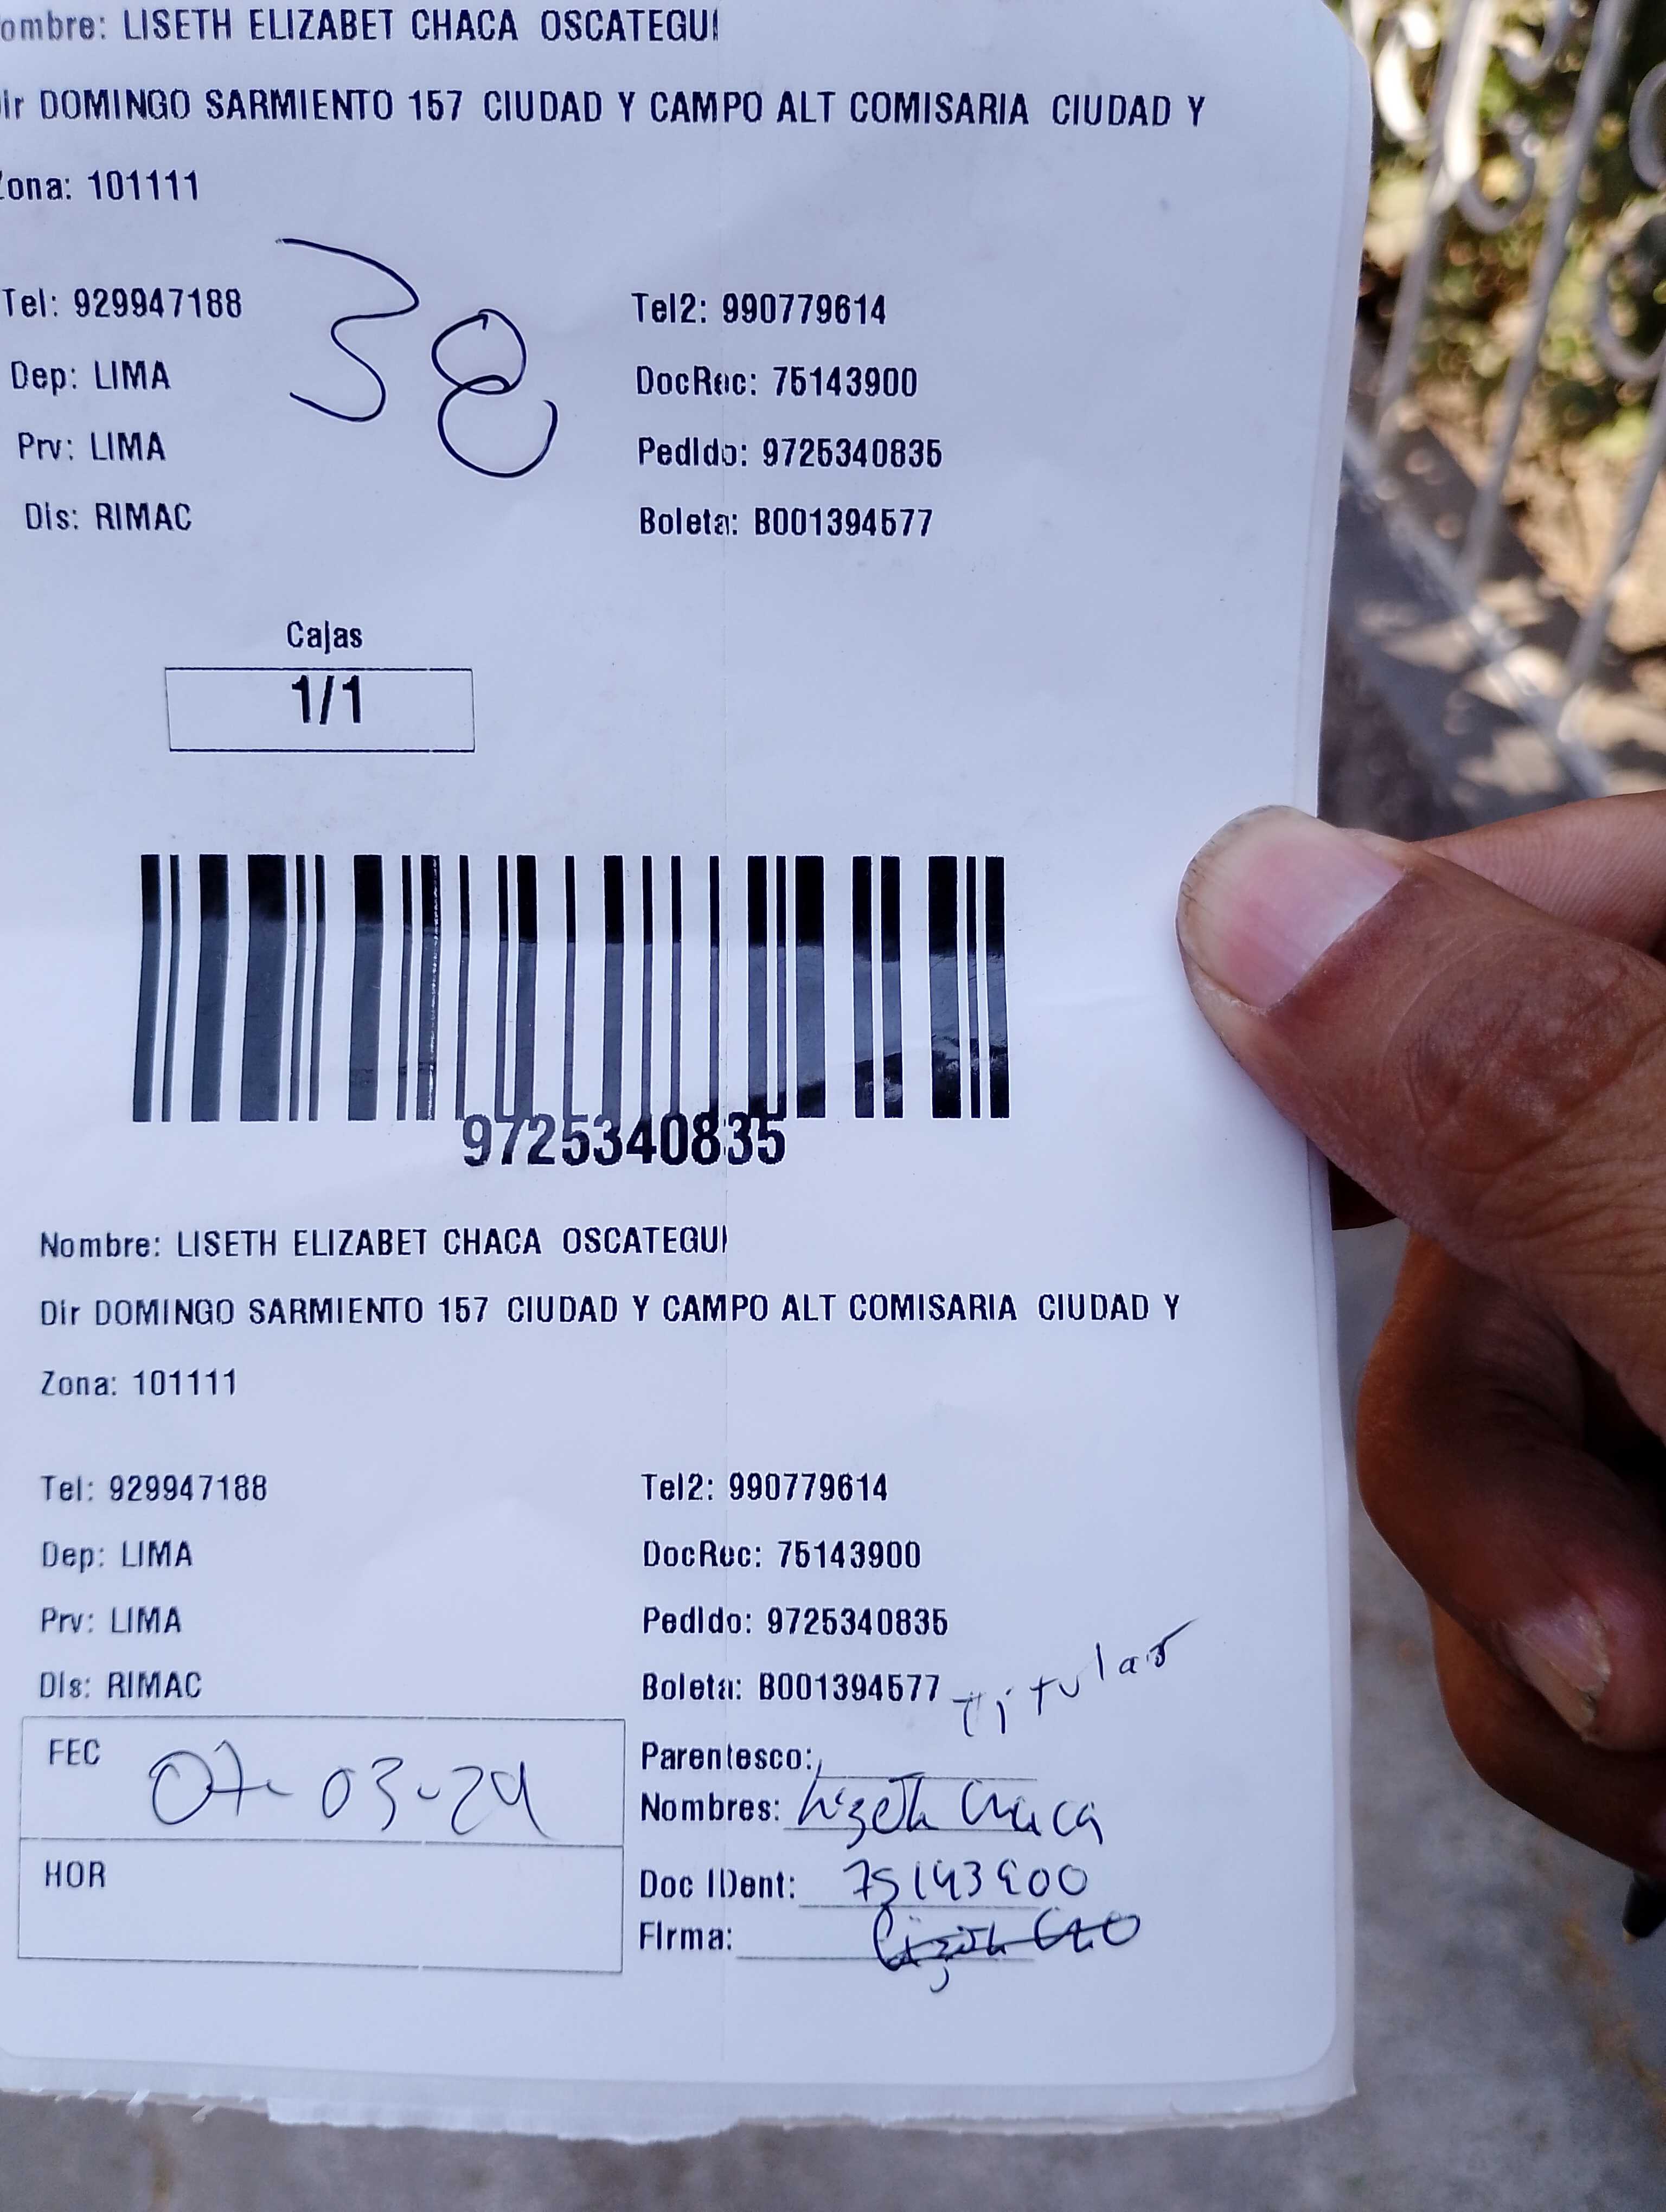 ombre: LISETH ELIZABET CHACA OSCATEGUI
ir DOMINGO SARMIENTO 157 CIUDAD Y CAMPO ALT COMISARIA CIUDAD Y
Zona: 101111
38
Tel: 929947188 Tel2: 990779614
Dep: LIMA DocRec: 75143900
Prv: LIMA Pedido: 9725340835
Dis: RIMAC Boleta: B001394577
Cajas
1/1
9725340835
Nombre: LISETH ELIZABET CHACA OSCATEGUI
Dir DOMINGO SARMIENTO 157 CIUDAD Y CAMPO ALT COMISARIA CIUDAD Y
Zona: 101111
Tel: 929947188 Tel2: 990779614
Dep: LIMA DocRec: 75143900
Prv: LIMA Pedido: 9725340835
Dis: RIMAC Boleta: B001394577
Titular
FEC 07-03-24 Parentesco:
Nombres: Lizeth Chaca
HOR Doc IDent: 75143900
Firma: